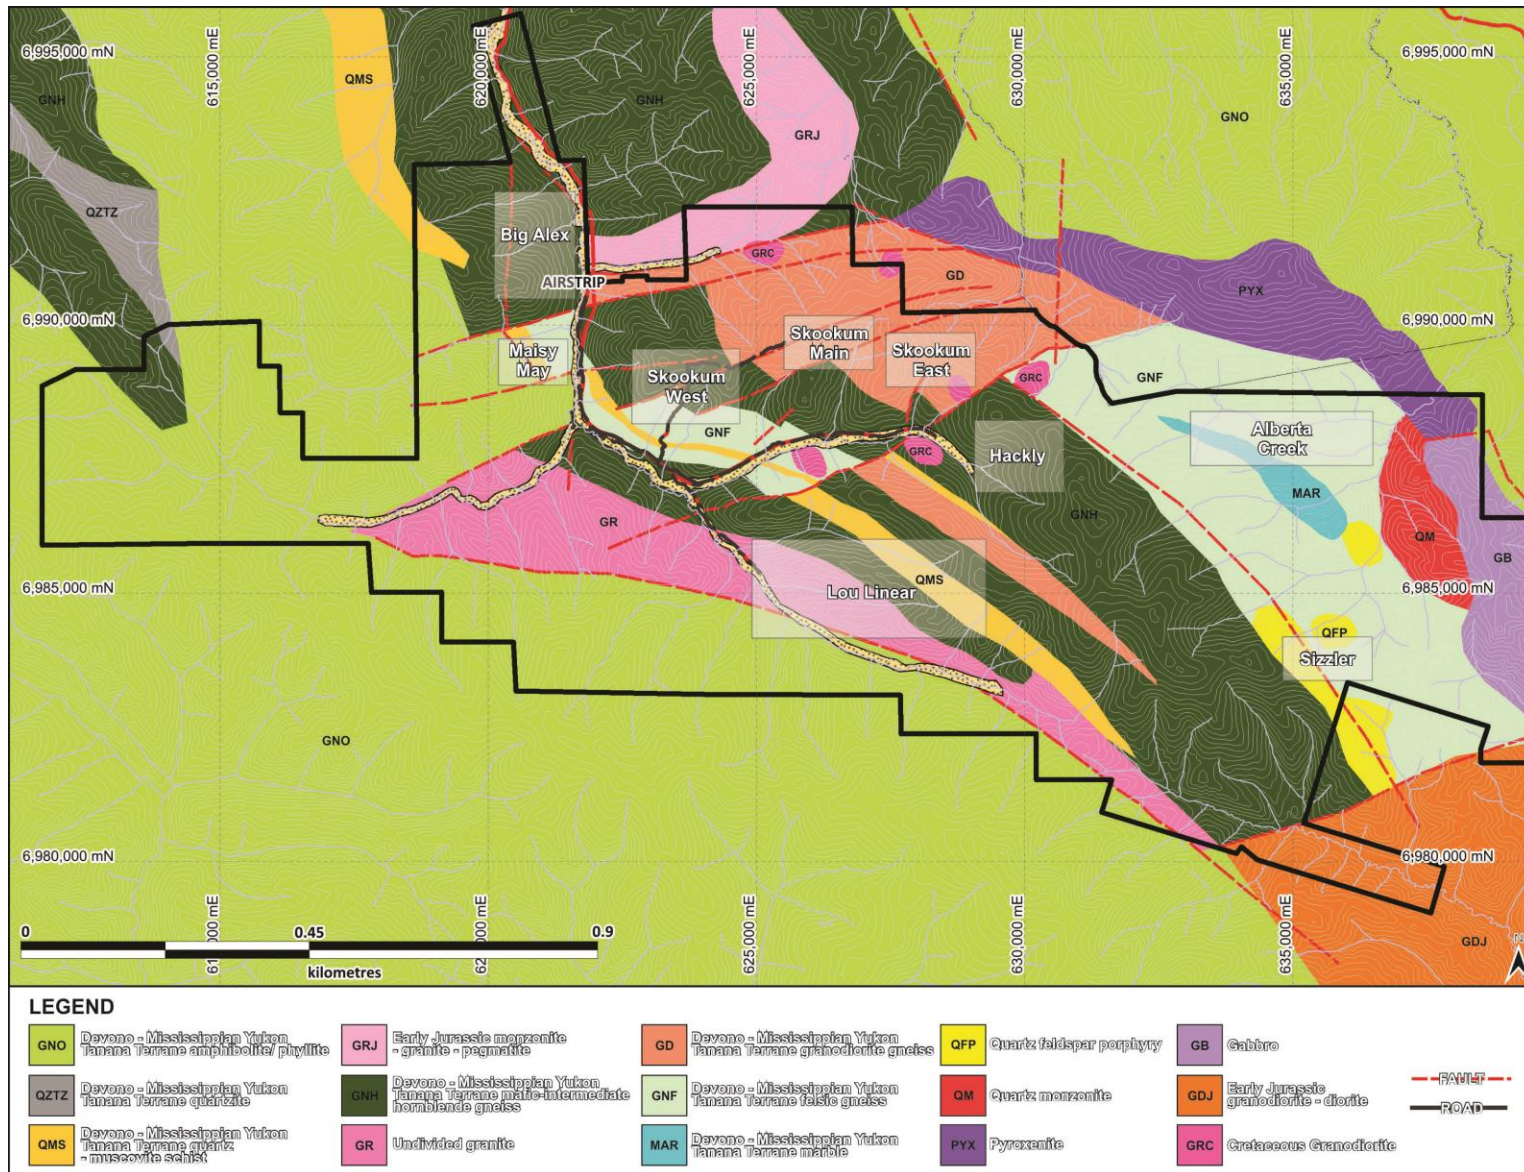 6,995,000 mN
6,995,000 mN
615,000 mE
620,000 mE
625,000 mE
630,000 mE
635,000 mE
GNH
QMS
GNH
GRJ
GNO
QZTZ
Big Alex
GRC
GD
PYX
AIRSTRIP
6,990,000 mN
6,990,000 mN
Maisy
May
Skookum
Main
Skookum
East
Skookum
West
GRC
GNF
GNF
Alberta
Creek
GRC
Hackly
MAR
GR
GNH
QM
GB
6,985,000 mN
6,985,000 mN
QMS
Lou Linear
QFP
Sizzler
GNO
6,980,000 mN
6,980,000 mN
625,000 mE
630,000 mE
635,000 mE
GDJ
N
0
0.45
0.9
kilometres
LEGEND
GNO
Devono - Mississippian Yukon
Tanana Terrane amphibolite/ phyllite
QZTZ
Devono - Mississippian Yukon
Tanana Terrane quartzite
QMS
Devono - Mississippian Yukon
Tanana Terrane quartz
- muscovite schist
GRJ
Early Jurassic monzonite
- granite - pegmatite
GNH
Devono - Mississippian Yukon
Tanana Terrane mafic-intermediate
hornblende gneiss
GR
Undivided granite
GD
Devono - Mississippian Yukon
Tanana Terrane granodiorite gneiss
GNF
Devono - Mississippian Yukon
Tanana Terrane felsic gneiss
MAR
Devono - Mississippian Yukon
Tanana Terrane marble
QFP
Quartz feldspar porphyry
QM
Quartz monzonite
PYX
Pyroxenite
GB
Gabbro
GDJ
Early Jurassic
granodiorite - diorite
GRC
Cretaceous Granodiorite
FAULT
ROAD